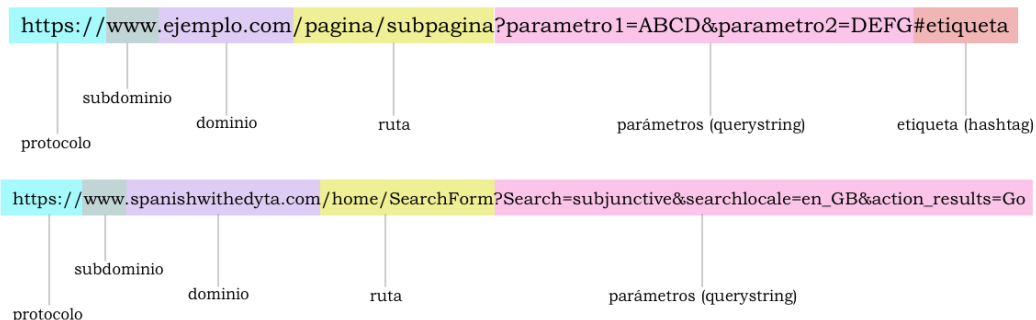 https://www.ejemplo.com/pagina/subpagina?parametro1=ABCD&parametro2=DEFG#etiqueta
subdominio
dominio
ruta
parámetros (querystring)
etiqueta (hashtag)
protocolo
https://www.spanishwithedyta.com/home/SearchForm?Search=subjunctive&searchlocale=en_GB&action_results=Go
subdominio
dominio
ruta
parámetros (querystring)
protocolo